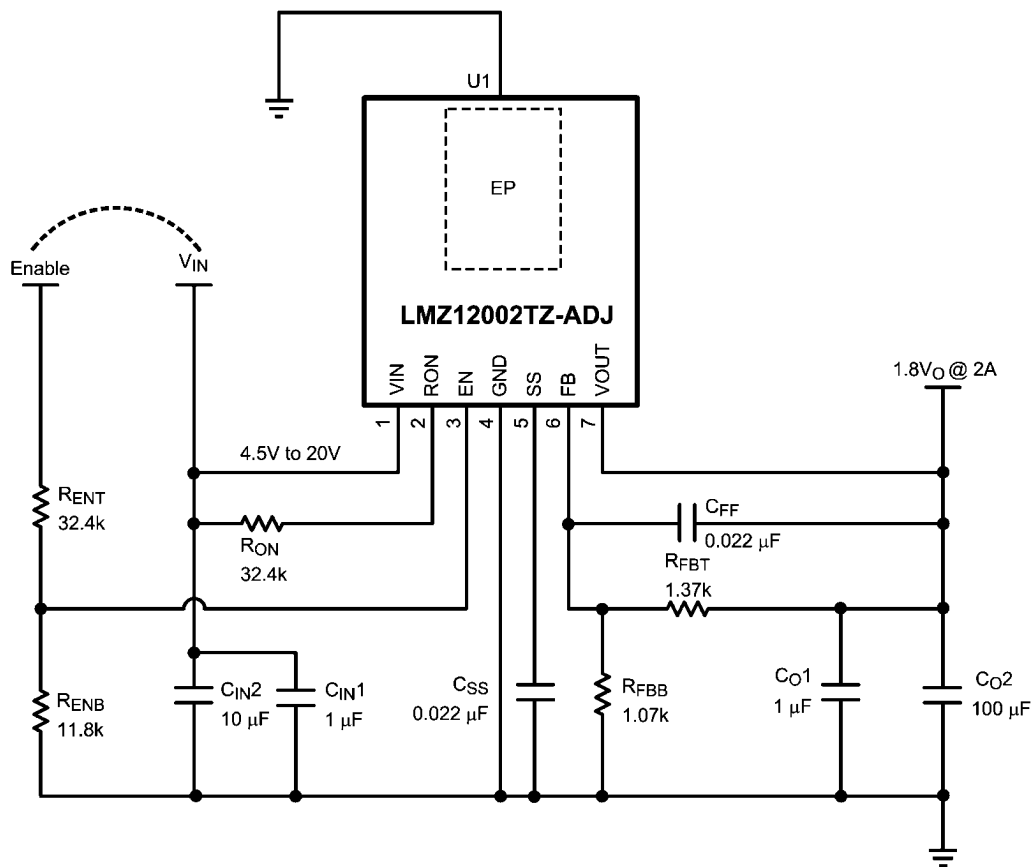 U1
EP
Enable
VIN
LMZ12002TZ-ADJ
VIN
RON
EN
GND
SS
FB
VOUT
1
2
3
4
5
6
7
1.8VO @ 2A
4.5V to 20V
RENT
32.4k
RON
32.4k
CFF
0.022 µF
RFBT
1.37k
RENB
11.8k
CIN2
10 µF
CIN1
1 µF
CSS
0.022 µF
RFBB
1.07k
CO1
1 µF
CO2
100 µF